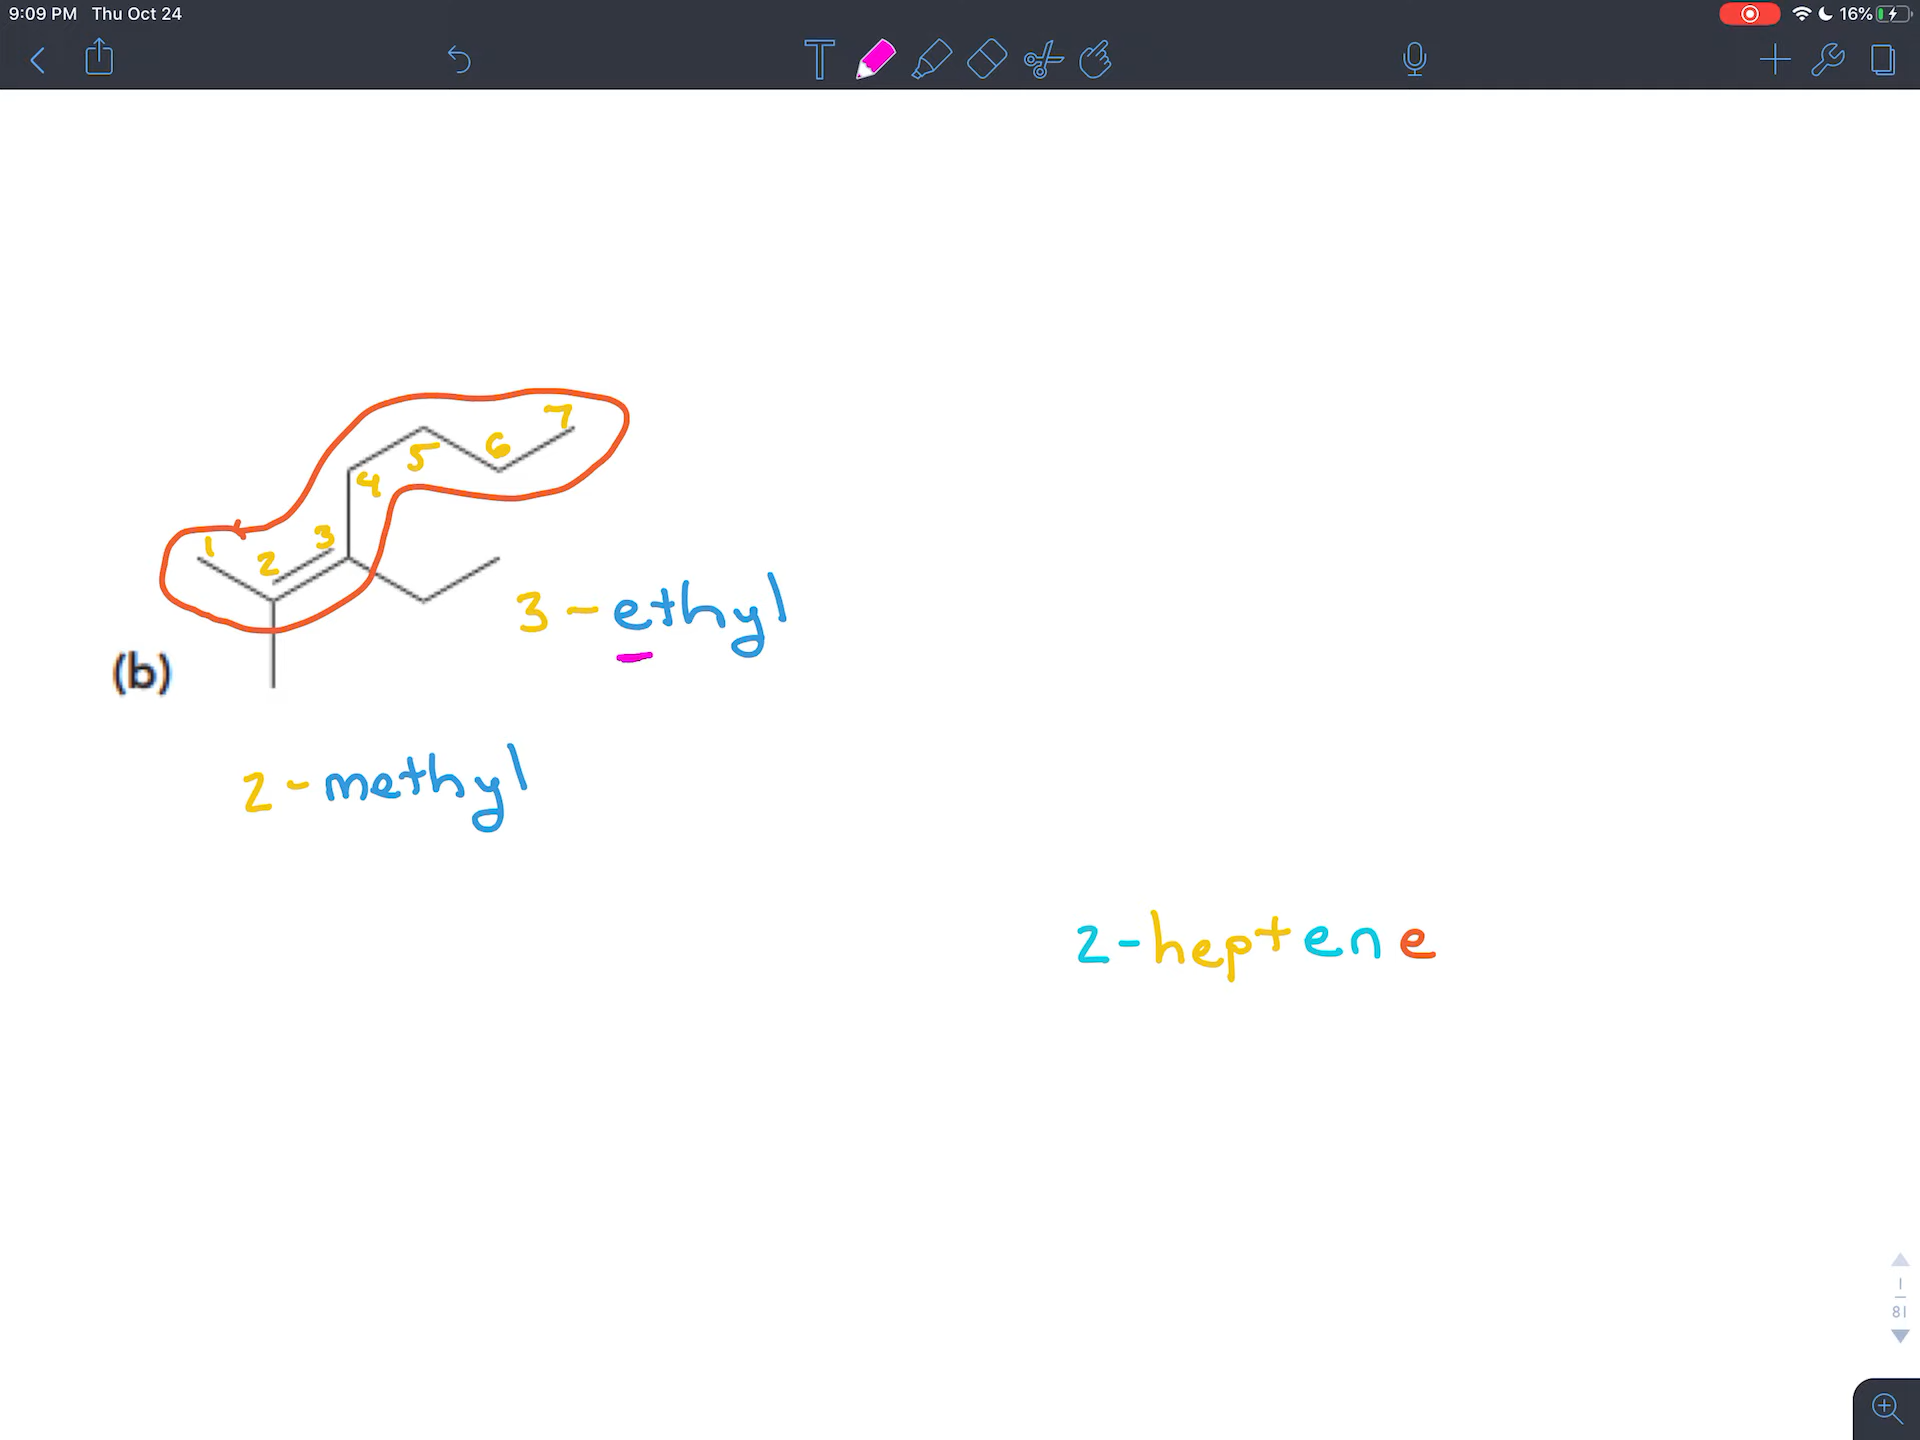 9:09 PM Thu Oct 24
16%
T
7
5 6
4
1 2 3
3-ethyl
(b)
2-methyl
2-heptene
1
81